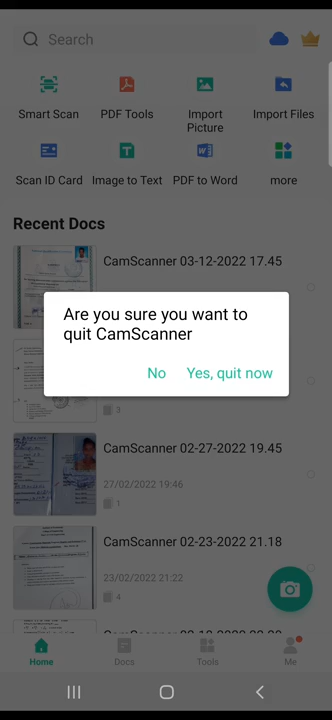 Search
Smart Scan
PDF Tools
Import Picture
Import Files
Scan ID Card
Image to Text
PDF to Word
more
Recent Docs
CamScanner 03-12-2022 17.45
Are you sure you want to
quit CamScanner
No
Yes, quit now
3
CamScanner 02-27-2022 19.45
27/02/2022 19:46
1
CamScanner 02-23-2022 21.18
23/02/2022 21:22
4
Home
Docs
Tools
Me